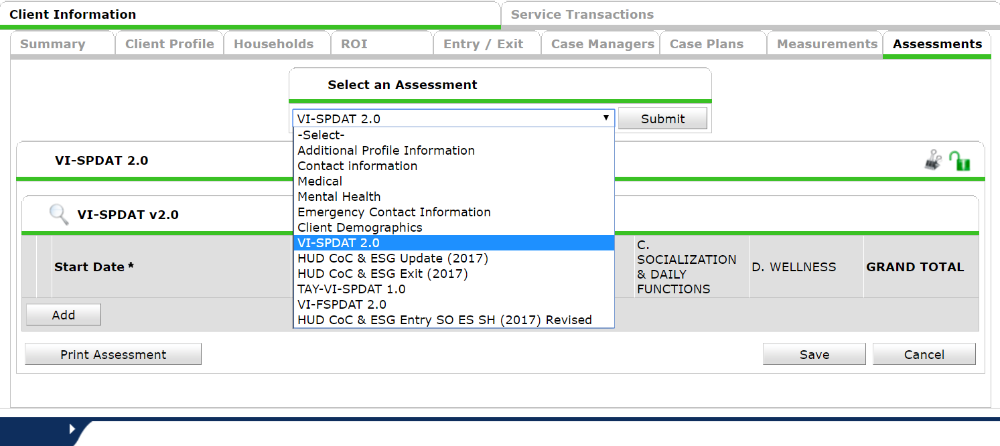 Client Information
Service Transactions
Summary
Client Profile
Households
ROI
Entry / Exit
Case Managers
Case Plans
Measurements
Assessments
Select an Assessment
VI-SPDAT 2.0
Submit
-Select-
Additional Profile Information
Contact information
Medical
Mental Health
Emergency Contact Information
Client Demographics
VI-SPDAT 2.0
HUD CoC & ESG Update (2017)
HUD CoC & ESG Exit (2017)
TAY-VI-SPDAT 1.0
VI-FSPDAT 2.0
HUD CoC & ESG Entry SO ES SH (2017) Revised
VI-SPDAT 2.0
VI-SPDAT v2.0
Start Date *
C.
SOCIALIZATION
& DAILY
FUNCTIONS
D. WELLNESS
GRAND TOTAL
Add
Print Assessment
Save
Cancel